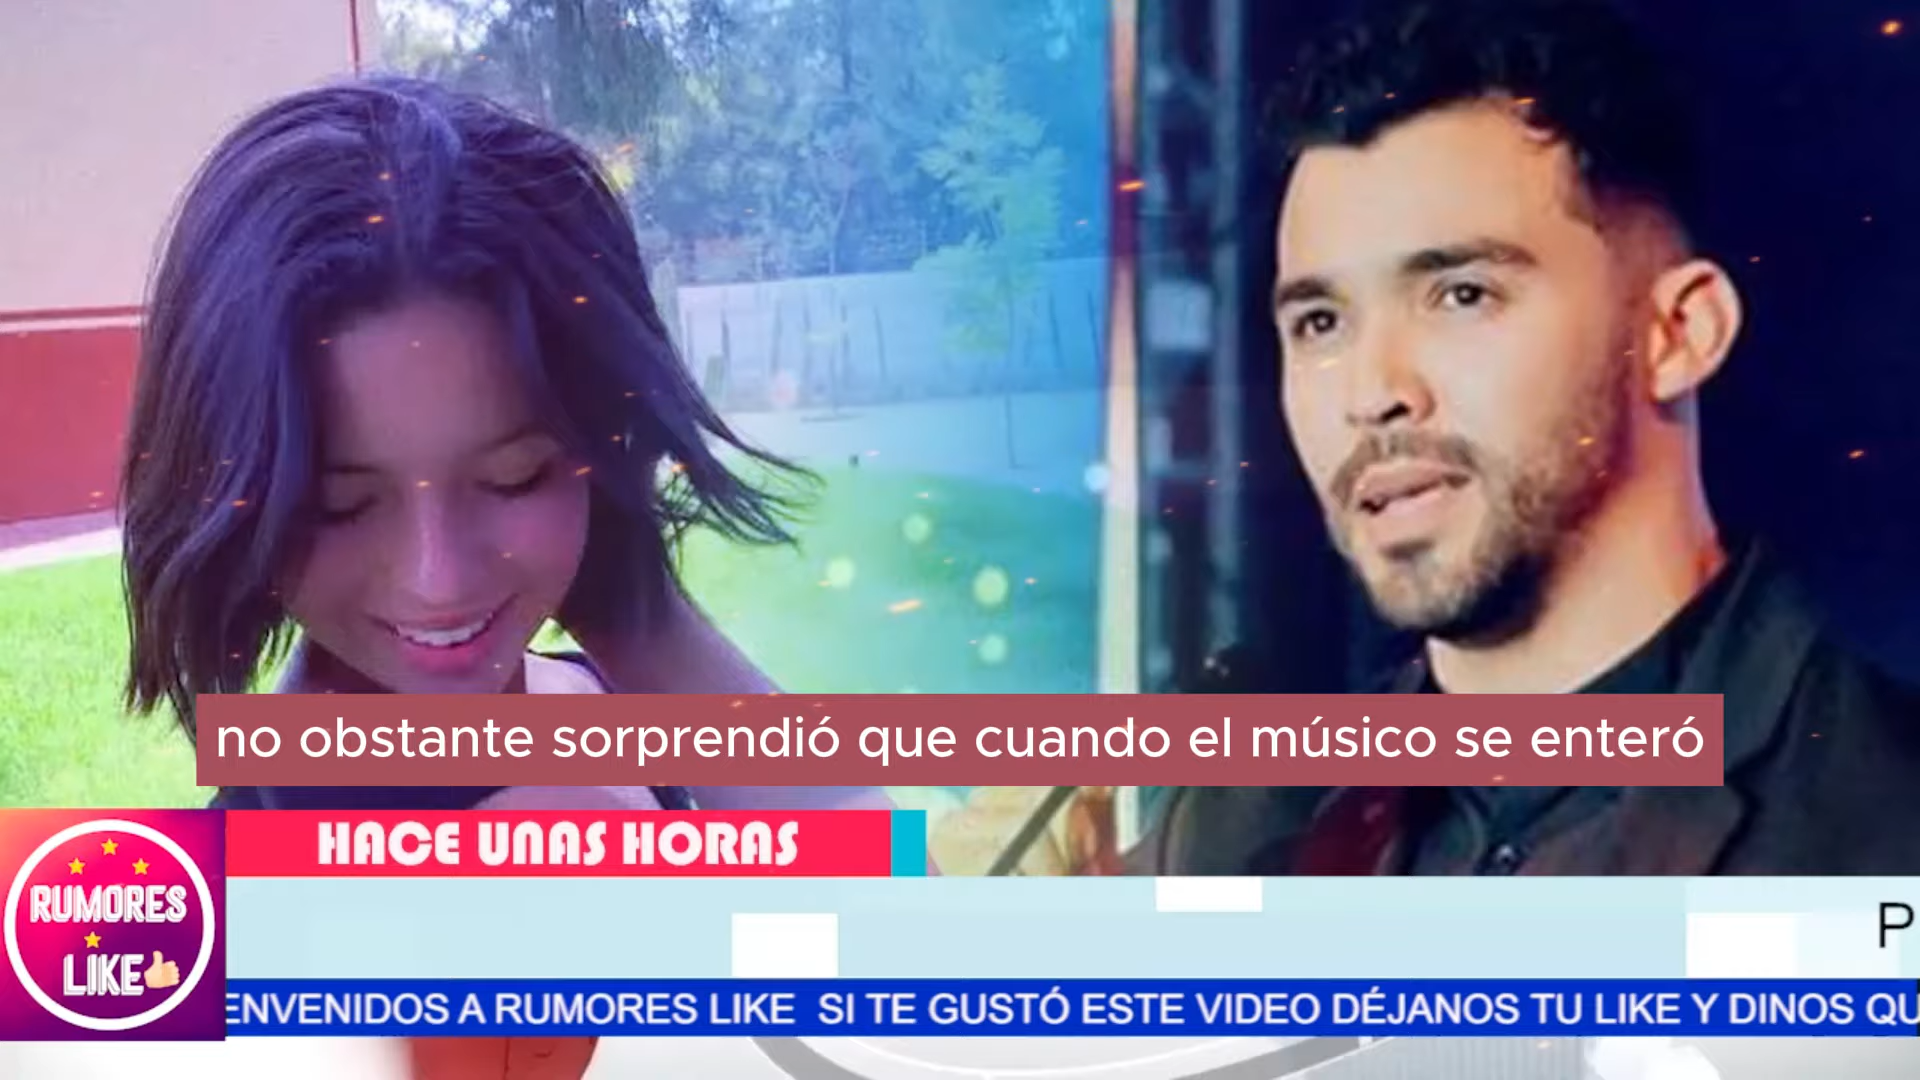 no obstante sorprendió que cuando el músico se enteró
HACE UNAS HORAS
RUMORES
LIKE
P
ENVENIDOS A RUMORES LIKE SI TE GUSTÓ ESTE VIDEO DÉJANOS TU LIKE Y DINOS QU